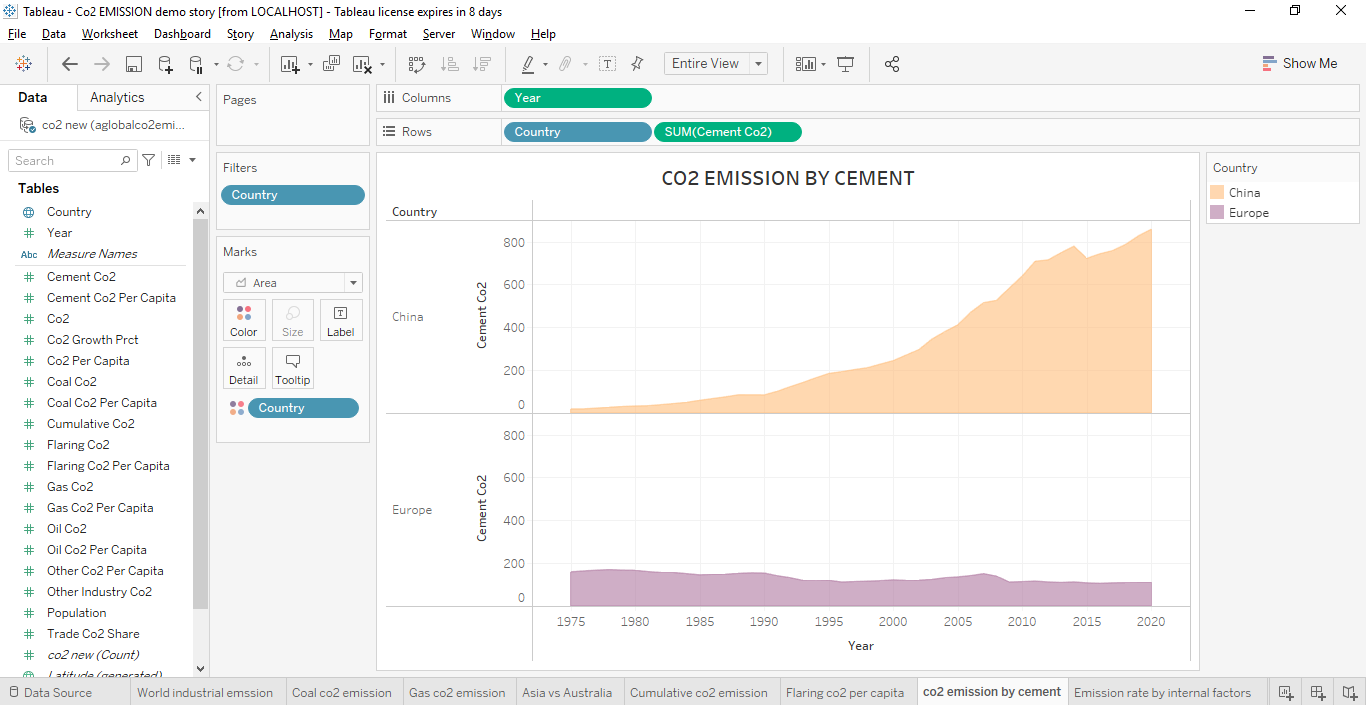 Tableau - Co2 EMISSION demo story [from LOCALHOST] - Tableau license expires in 8 days
File Data Worksheet Dashboard Story Analysis Map Format Server Window Help
Entire View
Show Me
Data Analytics
co2 new (aglobalco2emi...
Search
Tables
Country
Year
Abc Measure Names
Cement Co2
Cement Co2 Per Capita
Co2
Co2 Growth Prct
Co2 Per Capita
Coal Co2
Coal Co2 Per Capita
Cumulative Co2
Flaring Co2
Flaring Co2 Per Capita
Gas Co2
Gas Co2 Per Capita
Oil Co2
Oil Co2 Per Capita
Other Co2 Per Capita
Other Industry Co2
Population
Trade Co2 Share
co2 new (Count)
Latitude (generated)
Pages
Filters
Country
Marks
Area
Color Size Label
Detail Tooltip
Country
Columns Year
Rows Country SUM(Cement Co2)
CO2 EMISSION BY CEMENT
Country
China
Cement Co2
800
600
400
200
0
Europe
Cement Co2
800
600
400
200
0
1975 1980 1985 1990 1995 2000 2005 2010 2015 2020
Year
Country
China
Europe
Data Source World industrial emssion Coal co2 emission Gas co2 emission Asia vs Australia Cumulative co2 emission Flaring co2 per capita co2 emission by cement Emission rate by internal factors